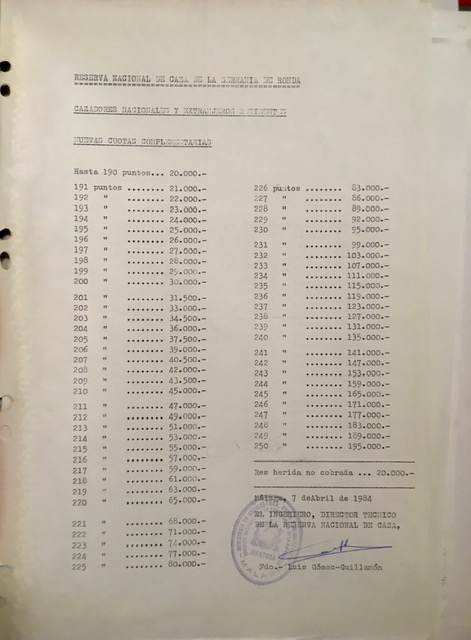 RESERVA NACIONAL DE CAZA DE LA SERRANIA DE RONDA
CAZADORES NACIONALES Y EXTRANJEROS RESIDENTES
NUEVAS CUOTAS COMPLEMENTARIAS
Hasta 190 puntos... 20.000.-
191 puntos ........ 21.000.-
192 " ........ 22.000.-
193 " ........ 23.000.-
194 " ........ 24.000.-
195 " ........ 25.000.-
196 " ........ 26.000.-
197 " ........ 27.000.-
198 " ........ 28.000.-
199 " ........ 29.000.-
200 " ........ 30.000.-
201 " ........ 31.500.-
202 " ........ 33.000.-
203 " ........ 34.500.-
204 " ........ 36.000.-
205 " ........ 37.500.-
206 " ........ 39.000.-
207 " ........ 40.500.-
208 " ........ 42.000.-
209 " ........ 43.500.-
210 " ........ 45.000.-
211 " ........ 47.000.-
212 " ........ 49.000.-
213 " ........ 51.000.-
214 " ........ 53.000.-
215 " ........ 55.000.-
216 " ........ 57.000.-
217 " ........ 59.000.-
218 " ........ 61.000.-
219 " ........ 63.000.-
220 " ........ 65.000.-
221 " ........ 68.000.-
222 " ........ 71.000.-
223 " ........ 74.000.-
224 " ........ 77.000.-
225 " ........ 80.000.-
226 puntos ........ 83.000.-
227 " ........ 86.000.-
228 " ........ 89.000.-
229 " ........ 92.000.-
230 " ........ 95.000.-
231 " ........ 99.000.-
232 " ........ 103.000.-
233 " ........ 107.000.-
234 " ........ 111.000.-
235 " ........ 115.000.-
236 " ........ 119.000.-
237 " ........ 123.000.-
238 " ........ 127.000.-
239 " ........ 131.000.-
240 " ........ 135.000.-
241 " ........ 141.000.-
242 " ........ 147.000.-
243 " ........ 153.000.-
244 " ........ 159.000.-
245 " ........ 165.000.-
246 " ........ 171.000.-
247 " ........ 177.000.-
248 " ........ 183.000.-
249 " ........ 189.000.-
250 " ........ 195.000.-
Res herida no cobrada ... 20.000.-
Málaga, 7 deAbril de 1984
EL INGENIERO, DIRECTOR TECNICO
DE LA RESERVA NACIONAL DE CAZA,
JEFATURA
MALAGA
Fdo.- Luis Gómez-Guillamón